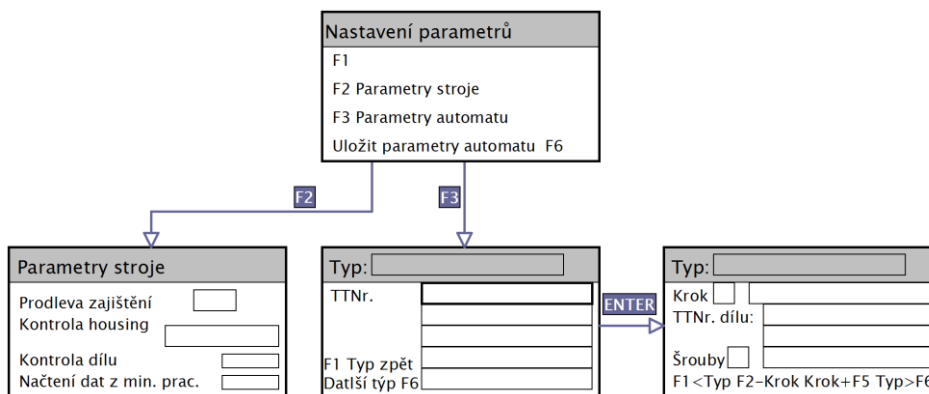 Nastavení parametrů
F1
F2 Parametry stroje
F3 Parametry automatu
Uložit parametry automatu F6
F2
F3
Parametry stroje
Prodleva zajištění
Kontrola housing
Kontrola dílu
Načtení dat z min. prac.
Typ:
TTNr.
F1 Typ zpět
Datlší týp F6
ENTER
Typ:
Krok
TTNr. dílu:
Šrouby
F1<Typ F2-Krok Krok+F5 Typ>F6